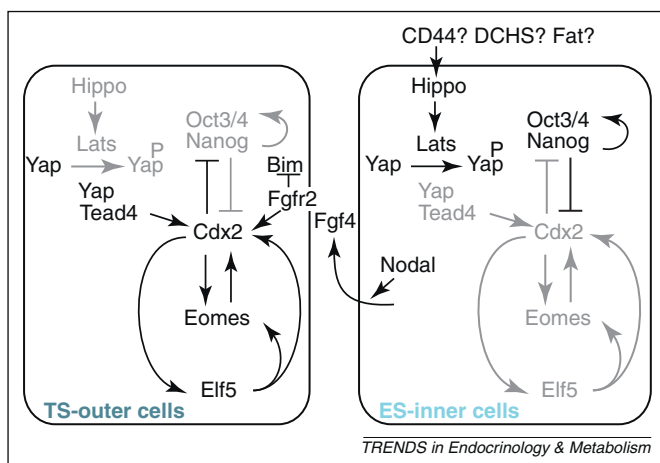 CD44? DCHS? Fat?
Hippo
Lats
Yap
YapP
Oct3/4
Nanog
Bim
Fgfr2
Yap
Tead4
Cdx2
Eomes
Elf5
TS-outer cells
Fgf4
Nodal
Hippo
Lats
Yap
YapP
Oct3/4
Nanog
Yap
Tead4
Cdx2
Eomes
Elf5
ES-inner cells
TRENDS in Endocrinology & Metabolism